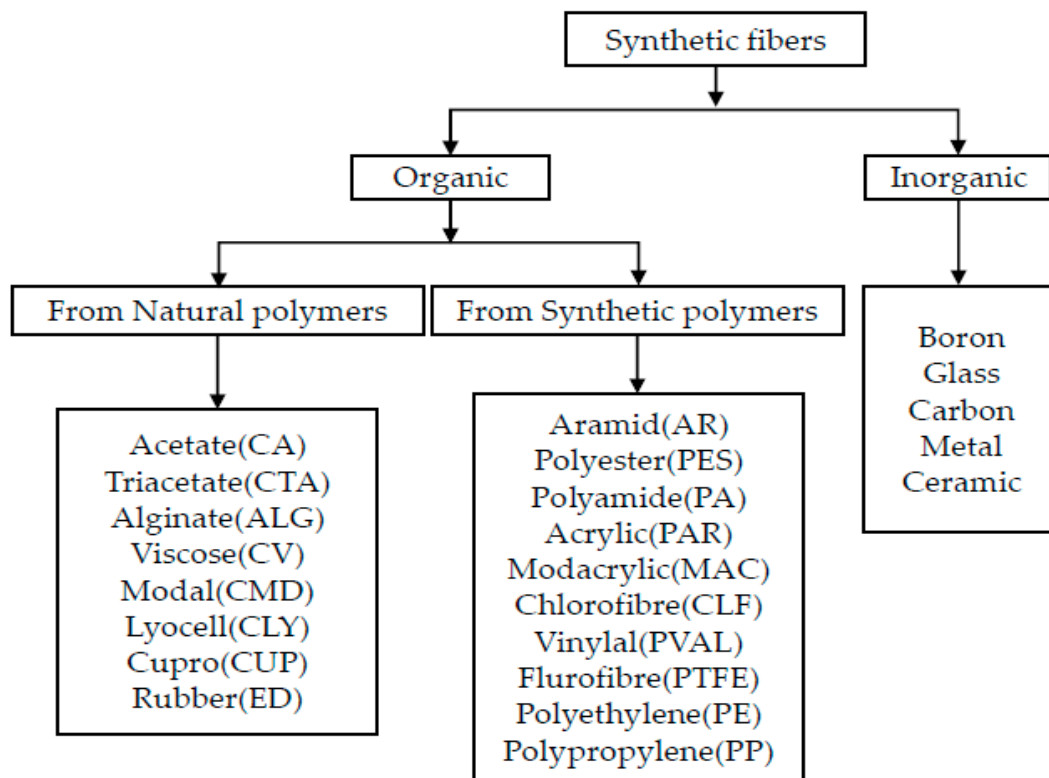 Synthetic fibers
Organic
Inorganic
From Natural polymers
From Synthetic polymers
Acetate(CA)
Triacetate(CTA)
Alginate(ALG)
Viscose(CV)
Modal(CMD)
Lyocell(CLY)
Cupro(CUP)
Rubber(ED)
Aramid(AR)
Polyester(PES)
Polyamide(PA)
Acrylic(PAR)
Modacrylic(MAC)
Chlorofibre(CLF)
Vinylal(PVAL)
Flurofibre(PTFE)
Polyethylene(PE)
Polypropylene(PP)
Boron
Glass
Carbon
Metal
Ceramic